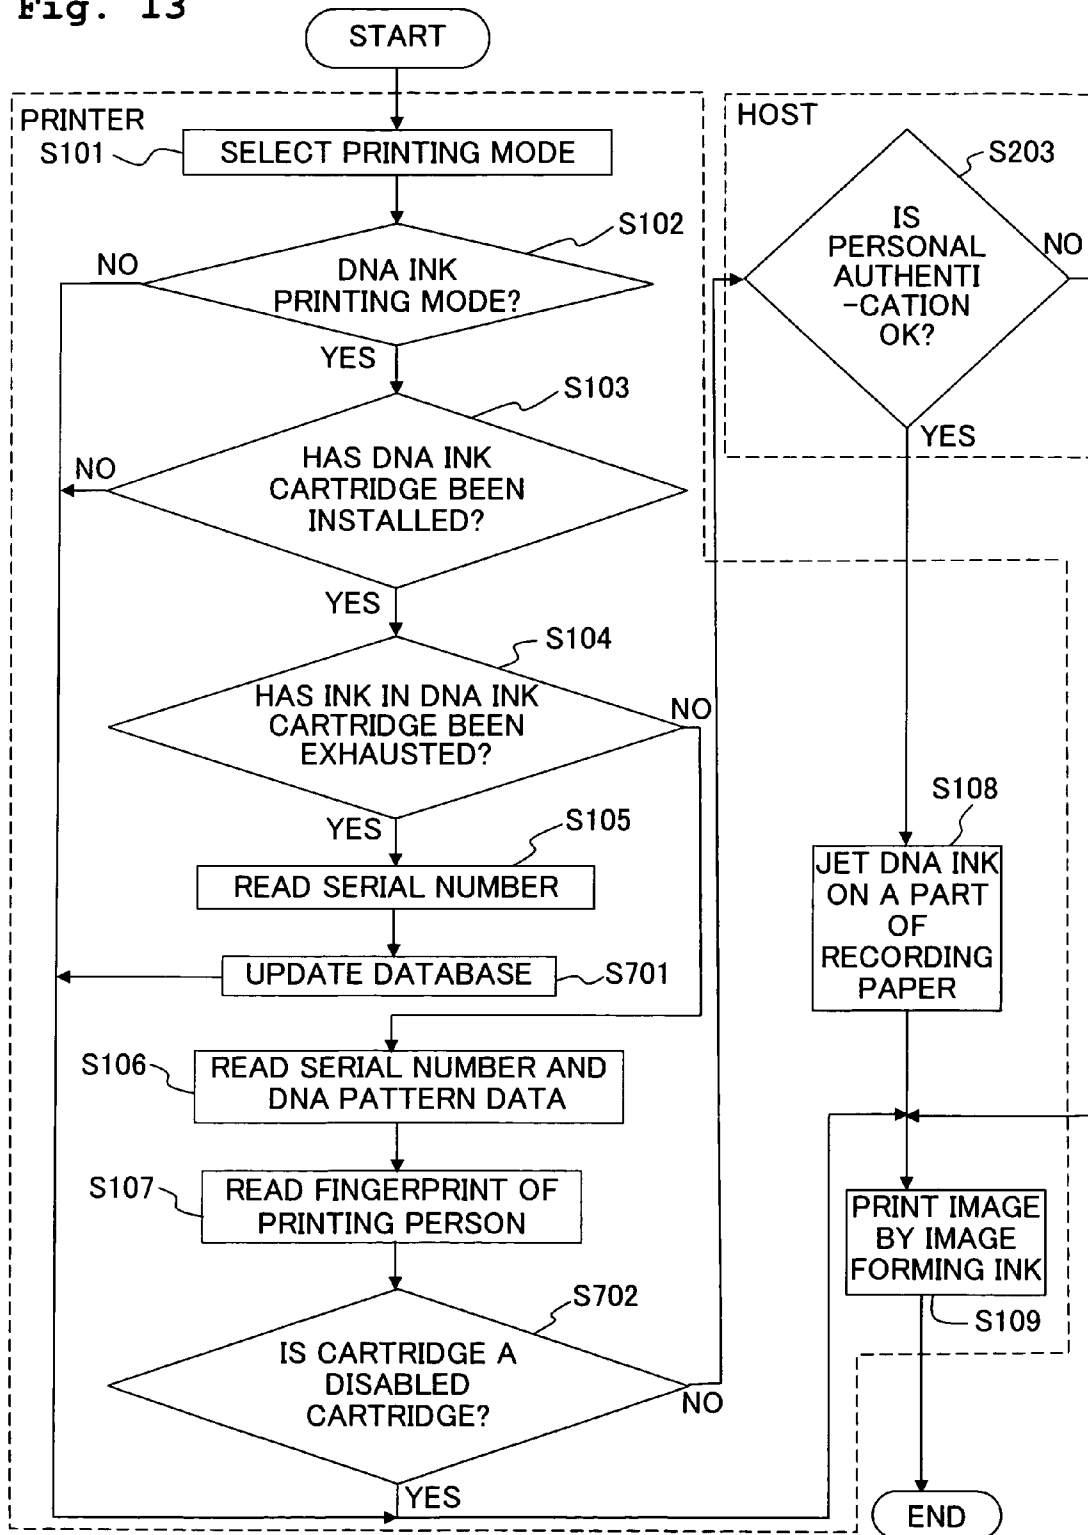 Fig. 13
START
PRINTER
S101
SELECT PRINTING MODE
S102
NO
DNA INK
PRINTING MODE?
YES
S103
NO
HAS DNA INK
CARTRIDGE BEEN
INSTALLED?
YES
S104
HAS INK IN DNA INK
CARTRIDGE BEEN
EXHAUSTED?
NO
YES
S105
READ SERIAL NUMBER
UPDATE DATABASE
S701
S106
READ SERIAL NUMBER AND
DNA PATTERN DATA
S107
READ FINGERPRINT OF
PRINTING PERSON
S702
IS CARTRIDGE A
DISABLED
CARTRIDGE?
NO
YES
HOST
S203
IS
PERSONAL
AUTHENTI
-CATION
OK?
NO
YES
S108
JET DNA INK
ON A PART
OF
RECORDING
PAPER
PRINT IMAGE
BY IMAGE
FORMING INK
S109
END